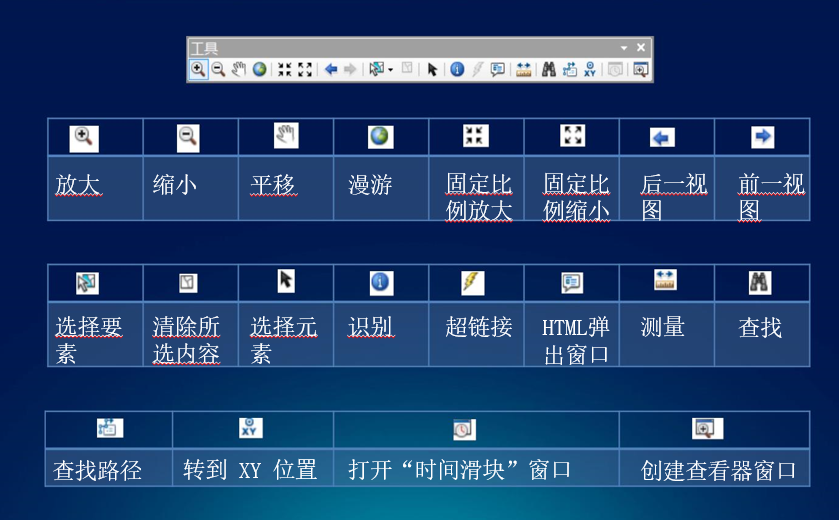 工具
XY
放大 缩小 平移 漫游 固定比 固定比 后一视 前一视
例放大 例缩小 图 图
选择要 清除所 选择元 识别 超链接 HTML弹 测量 查找
素 选内容 素 出窗口
XY
查找路径 转到 XY 位置 打开“时间滑块”窗口 创建查看器窗口